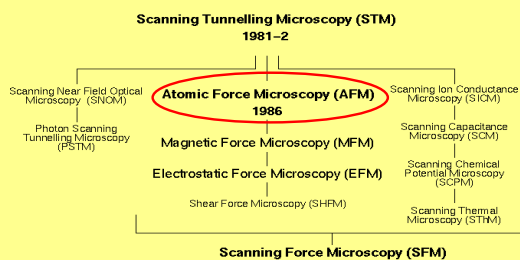 Scanning Tunnelling Microscopy (STM)
1981-2
Scanning Near Field Optical
Microscopy (SNOM)
Photon Scanning
Tunnelling Microscopy
(PSTM)
Atomic Force Microscopy (AFM)
1986
Magnetic Force Microscopy (MFM)
Electrostatic Force Microscopy (EFM)
Shear Force Microscopy (SHFM)
Scanning Ion Conductance
Microscopy (SICM)
Scanning Capacitance
Microscopy (SCM)
Scanning Chemical
Potential Microscopy
(SCPM)
Scanning Thermal
Microscopy (SThM)
Scanning Force Microscopy (SFM)